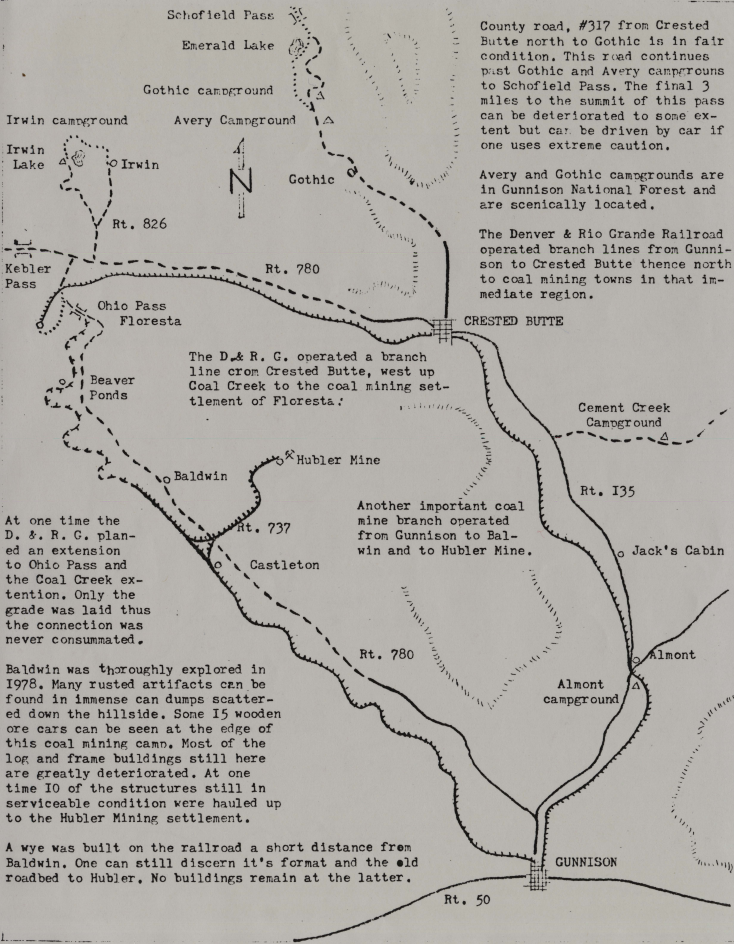 Schofield Pass
Emerald Lake
Gothic campground
Irwin campground
Avery Campground
Irwin
Lake
Irwin
N
Gothic
Rt. 826
Kebler
Pass
Rt. 780
Ohio Pass
Floresta
CRESTED BUTTE
County road, #317 from Crested
Butte north to Gothic is in fair
condition. This road continues
past Gothic and Avery campgrouns
to Schofield Pass. The final 3
miles to the summit of this pass
can be deteriorated to some ex-
tent but can be driven by car if
one uses extreme caution.
Avery and Gothic campgrounds are
in Gunnison National Forest and
are scenically located.
The Denver & Rio Grande Railroad
operated branch lines from Gunni-
son to Crested Butte thence north
to coal mining towns in that im-
mediate region.
The D.& R. G. operated a branch
line crom Crested Butte, west up
Coal Creek to the coal mining set-
tlement of Floresta.
Beaver
Ponds
Cement Creek
Campground
Baldwin
Hubler Mine
Rt. 135
Rt. 737
Another important coal
mine branch operated
from Gunnison to Bal-
win and to Hubler Mine.
Castleton
Jack's Cabin
At one time the
D. & R. G. plan-
ed an extension
to Ohio Pass and
the Coal Creek ex-
tention. Only the
grade was laid thus
the connection was
never consummated.
Rt. 780
Almont
Almont
campground
Baldwin was thoroughly explored in
I978. Many rusted artifacts can be
found in immense can dumps scatter-
ed down the hillside. Some I5 wooden
ore cars can be seen at the edge of
this coal mining camp. Most of the
log and frame buildings still here
are greatly deteriorated. At one
time IO of the structures still in
serviceable condition were hauled up
to the Hubler Mining settlement.
A wye was built on the railroad a short distance from
Baldwin. One can still discern it's format and the old
roadbed to Hubler. No buildings remain at the latter.
GUNNISON
Rt. 50